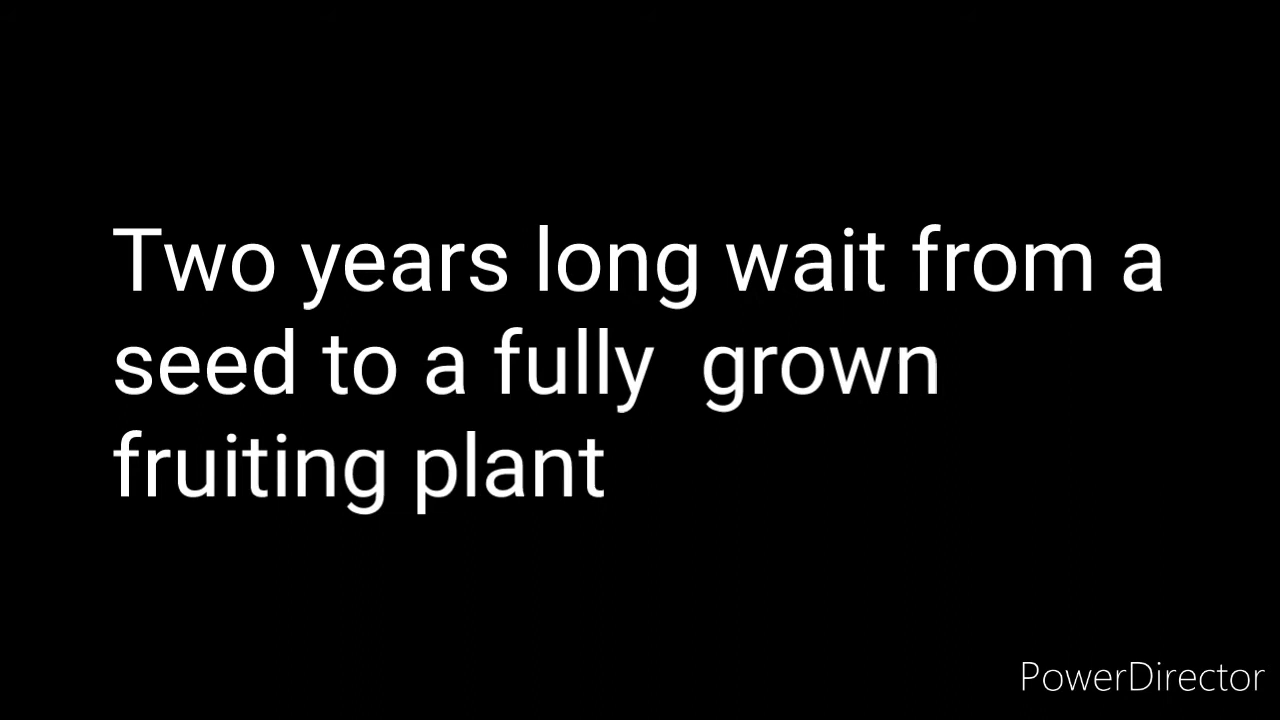 Two years long wait from a
seed to a fully  grown
fruiting plant
PowerDirector